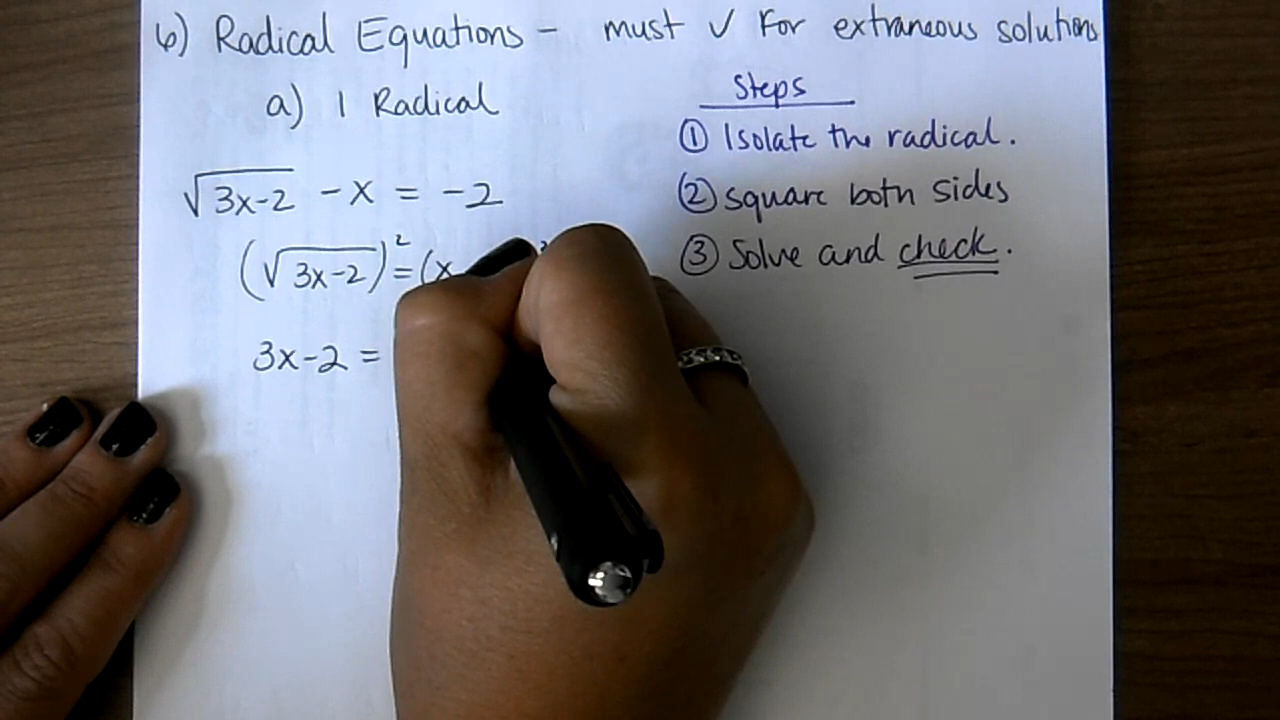 6) Radical Equations - must ✓ For extraneous solutions
a) 1 Radical
√3x-2 - x = -2
(√3x-2)² = (x
3x-2 =
Steps
① Isolate the radical.
② square both sides
③ Solve and check.